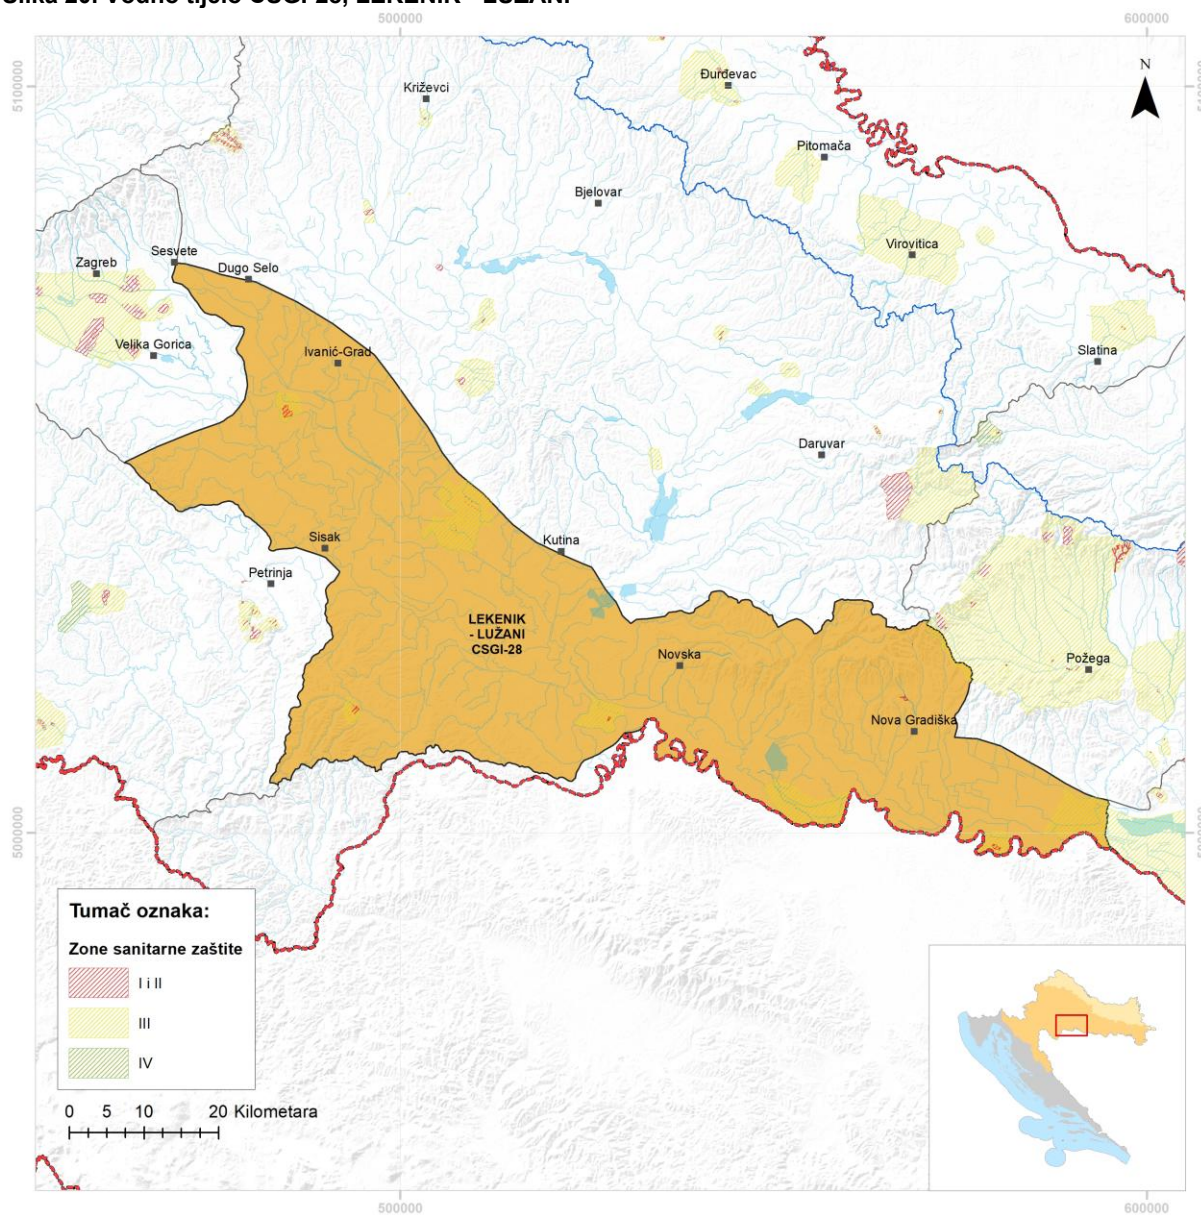 500000
600000
5100000
N
Đurđevac
Križevci
Pitomača
Bjelovar
Virovitica
Sesvete
Zagreb
Dugo Selo
Velika Gorica
Ivanić-Grad
Slatina
Daruvar
Sisak
Kutina
Petrinja
LEKENIK
- LUŽANI
CSGI-28
Novska
Požega
Nova Gradiška
5000000
Tumač oznaka:
Zone sanitarne zaštite
I i II
III
IV
0 5 10 20 Kilometara
500000
600000